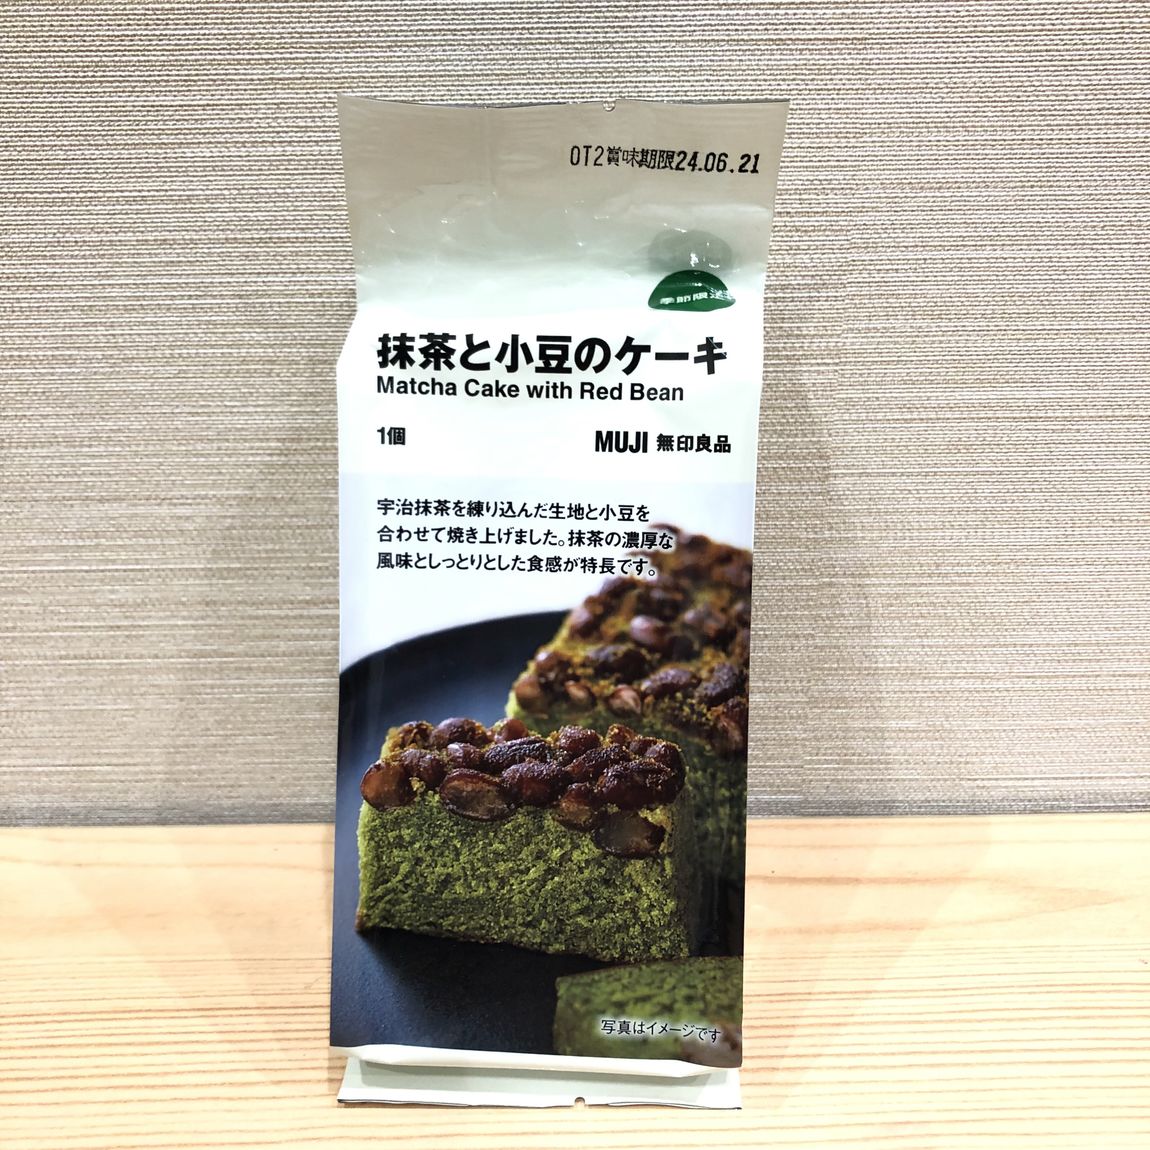 OT2賞味期限24.06.21
季節限定
抹茶と小豆のケーキ
Matcha Cake with Red Bean
1個
MUJI 無印良品
宇治抹茶を練り込んだ生地と小豆を
合わせて焼き上げました。抹茶の濃厚な
風味としっとりとした食感が特長です。
写真はイメージです